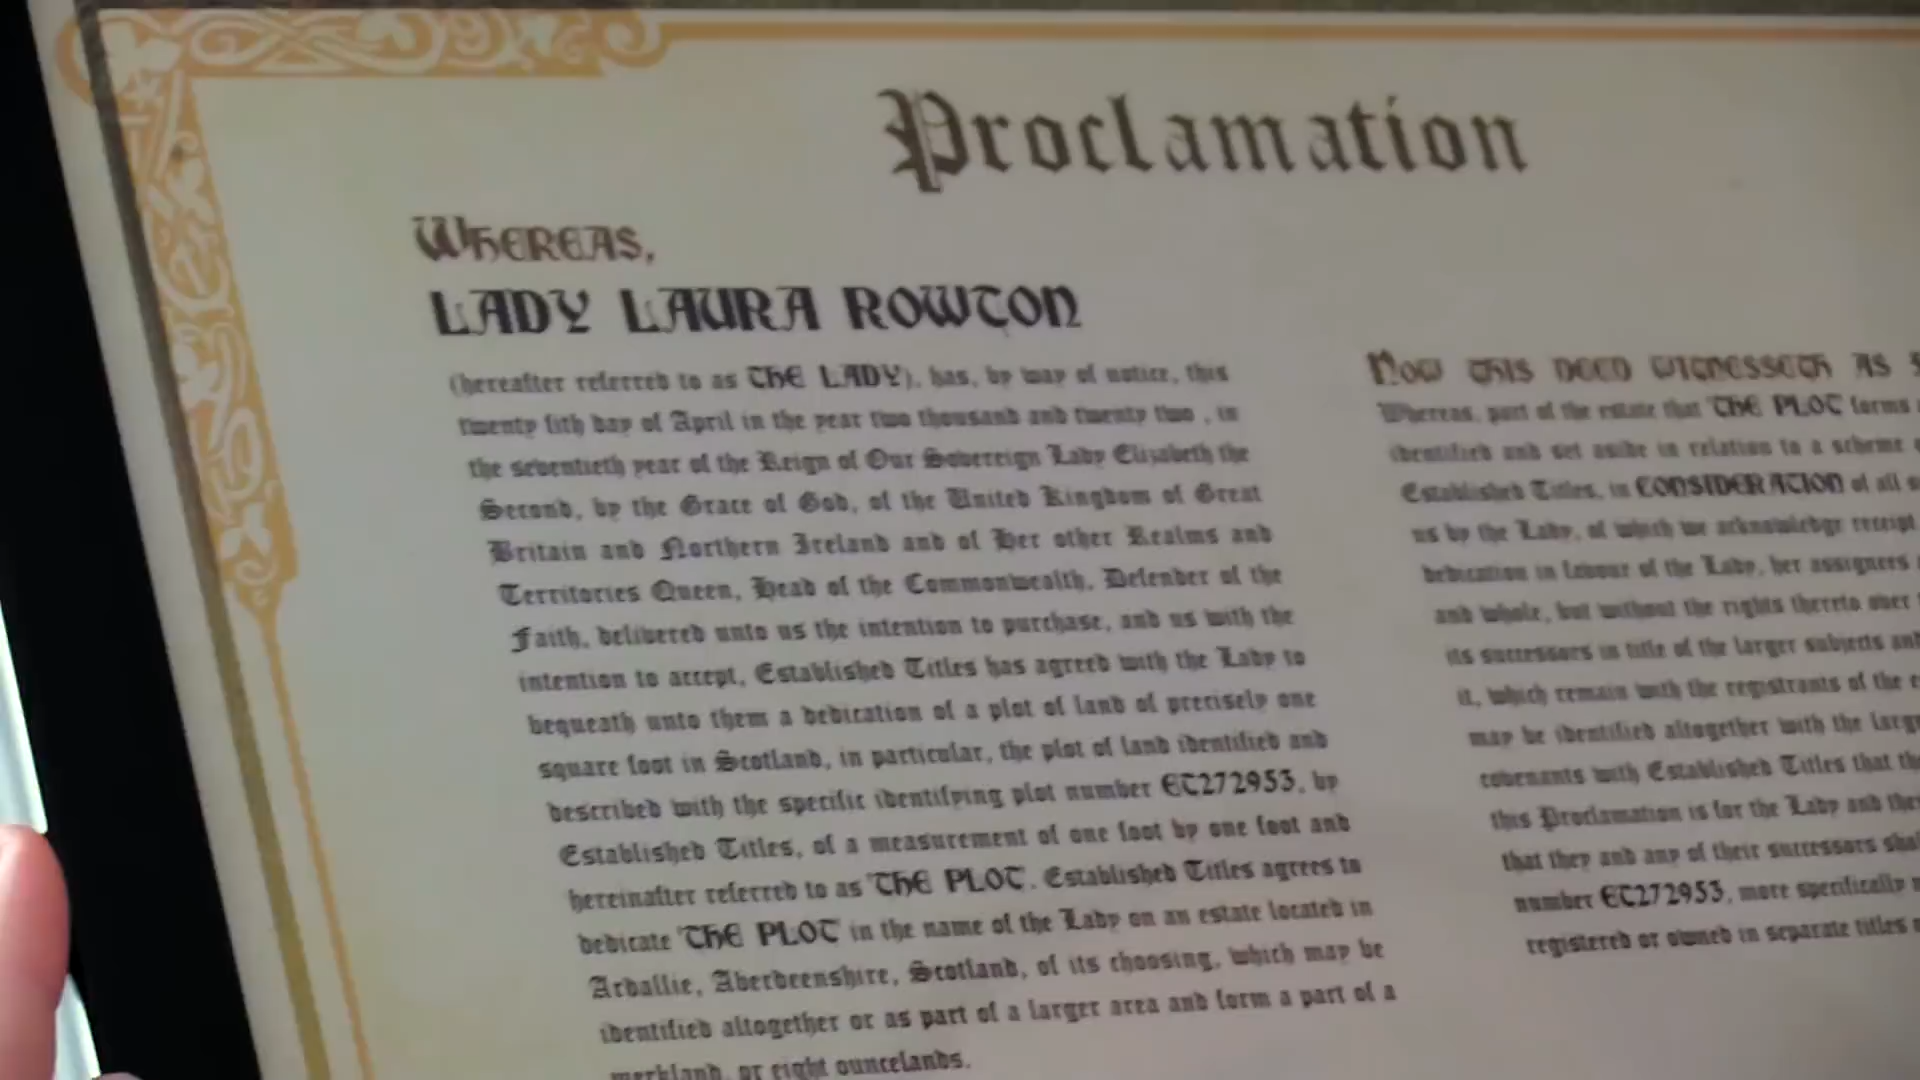 Proclamation
WHEREAS,
LADY LAURA ROWTON
(hereafter referred to as THE LADY), has, by way of notice, this
twenty fith day of April in the year two thousand and twenty two , in
the seventieth year of the Reign of Our Sovereign Lady Elizabeth the
Second, by the Grace of God, of the United Kingdom of Great
Britain and Northern Ireland and of Her other Realms and
Territories Queen, Head of the Commonwealth, Defender of the
Faith, delivered unto us the intention to purchase, and us with the
intention to accept, Established Titles has agreed with the Lady to
bequeath unto them a dedication of a plot of land of precisely one
square foot in Scotland, in particular, the plot of land identified and
described with the specific identifying plot number ET272953, by
Established Titles, of a measurement of one foot by one foot and
hereinafter referred to as THE PLOT. Established Titles agrees to
dedicate THE PLOT in the name of the Lady on an estate located in
Ardallie, Aberdeenshire, Scotland, of its choosing, which may be
identified altogether or as part of a larger area and form a part of a
merkland, or eight ouncelands.
NOW THIS DEED WITNESSETH AS
Whereas, part of the estate that THE PLOT forms
identified and set aside in relation to a scheme
Established Titles, in CONSIDERATION of all
us by the Lady, of which we acknowledge receipt
dedication in favour of the Lady, her assignees
and whole, but without the rights thereto over
its successors in title of the larger subjects and
it, which remain with the registrants of the
may be identified altogether with the
covenants with Established Titles that
this Proclamation is for the Lady and
that they and any of their successors
number ET272953, more specifically
registered or owned in separate titles